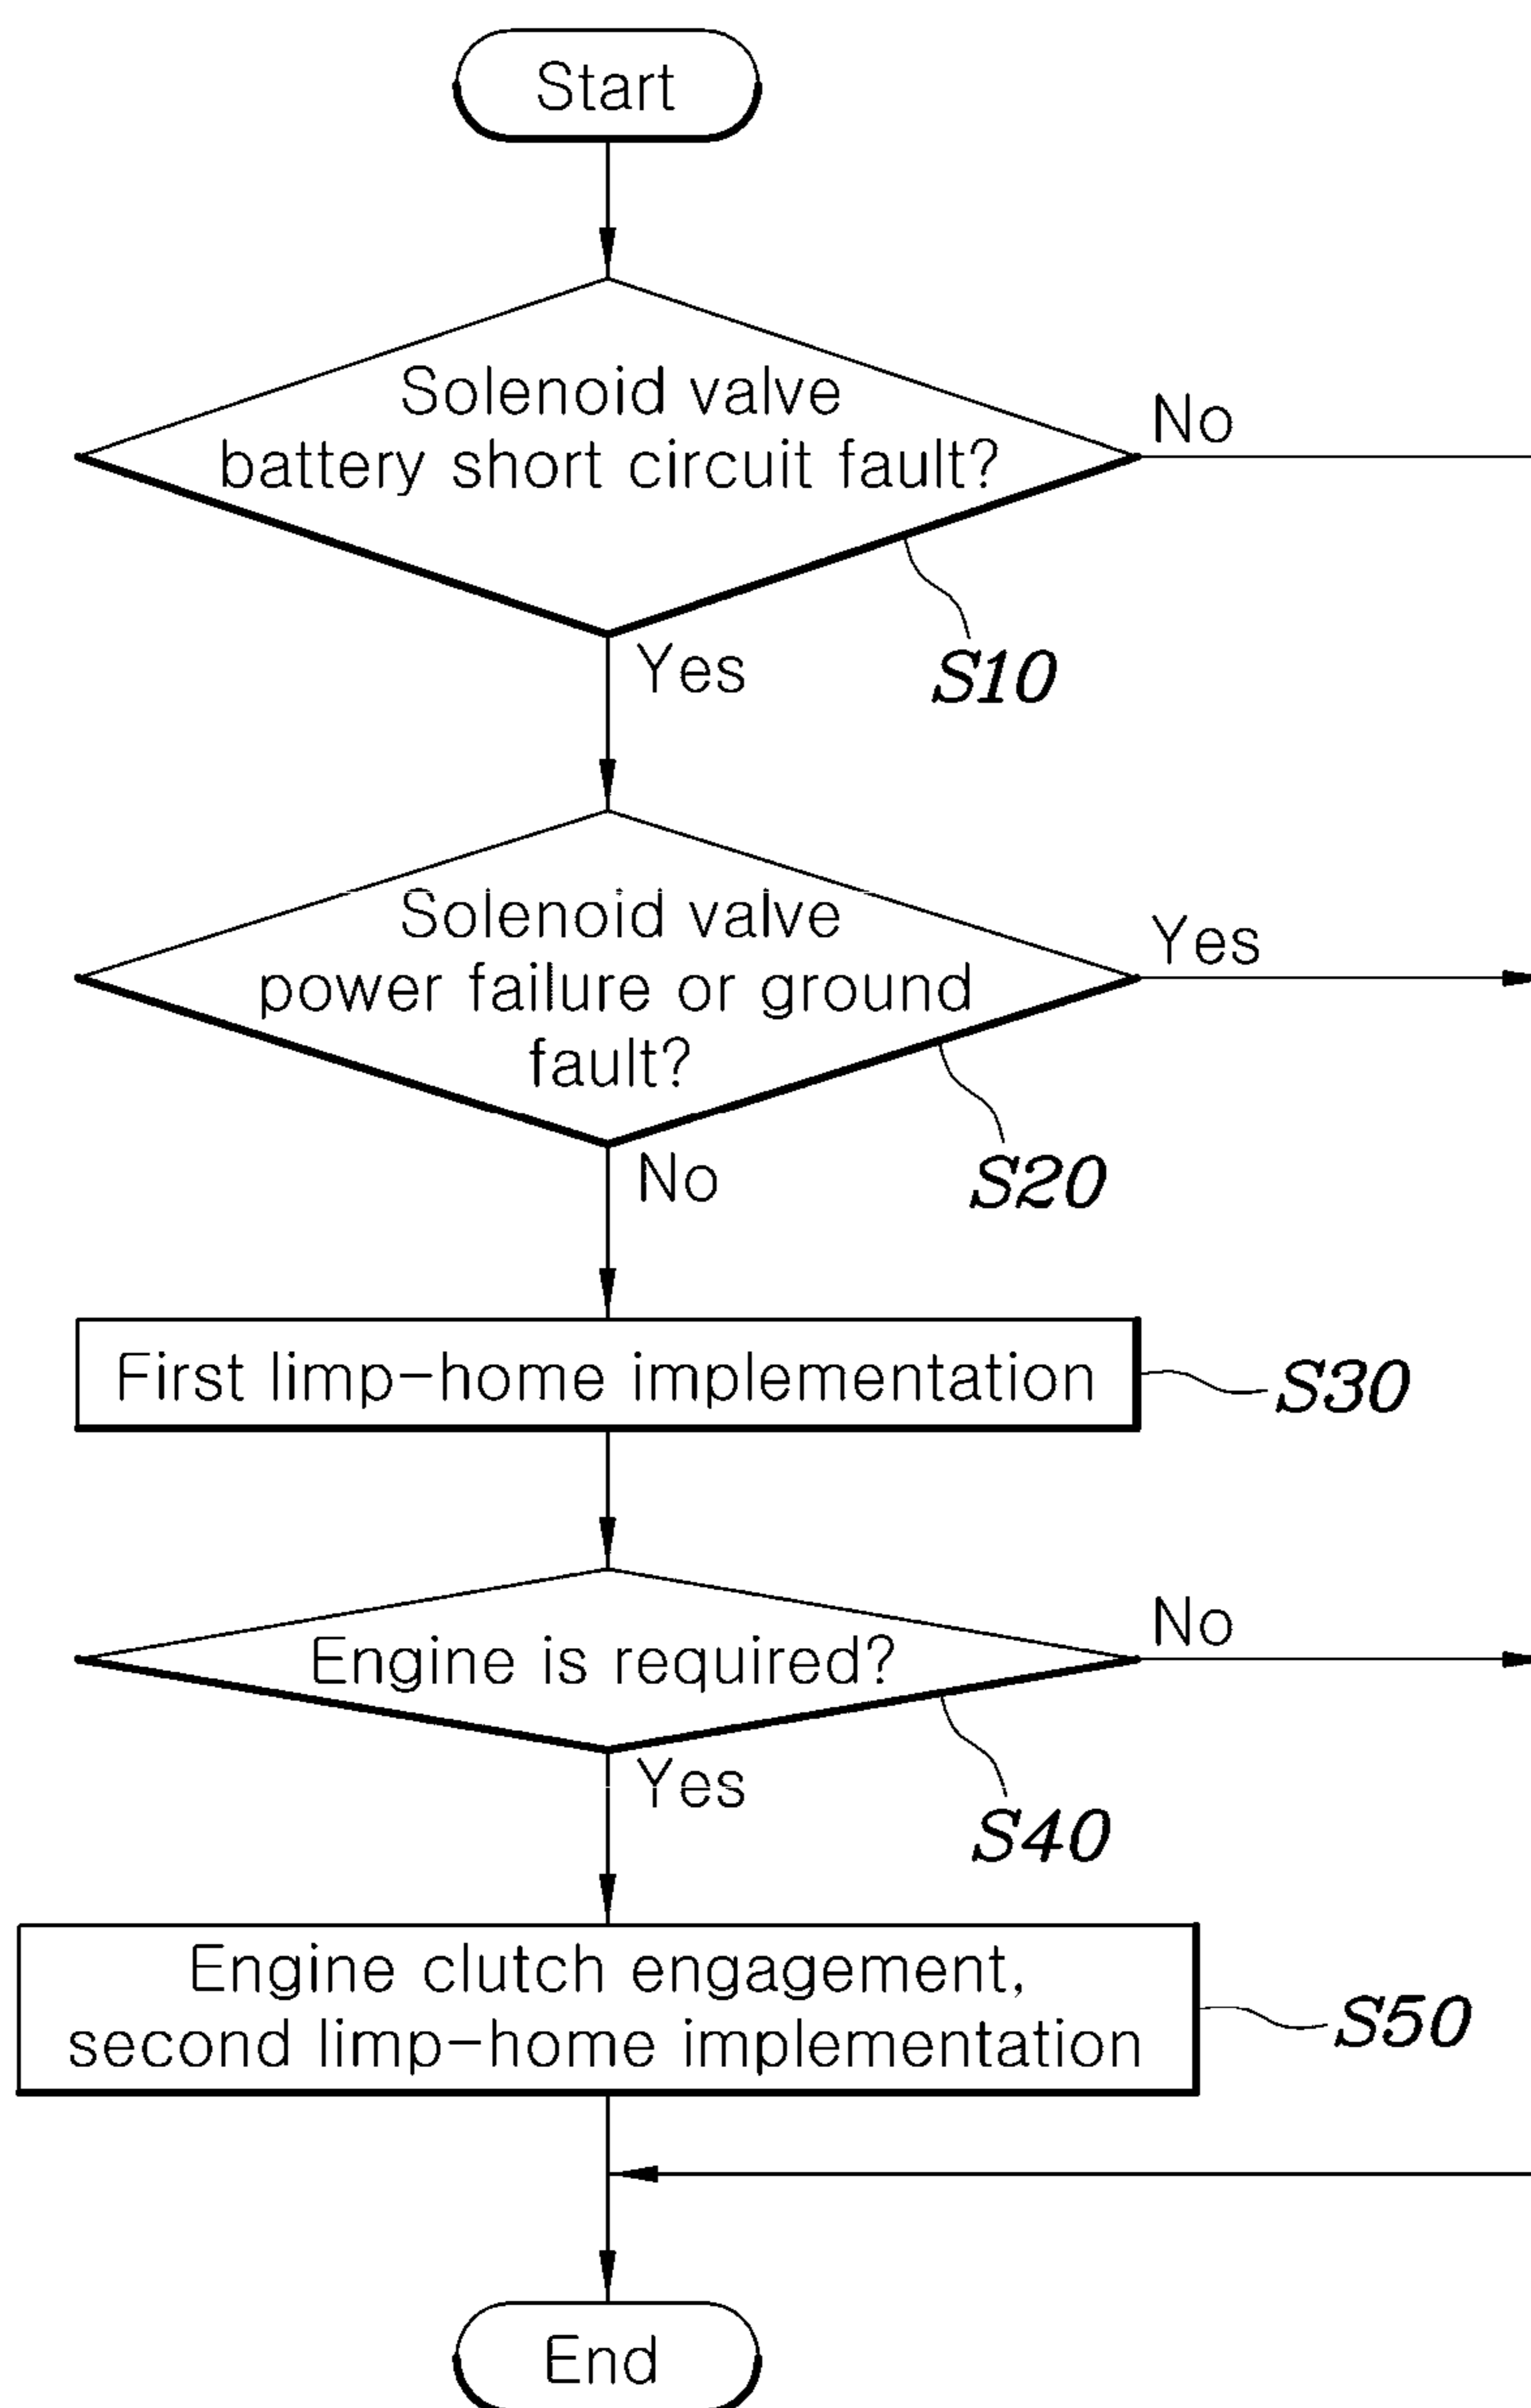 Start
Solenoid valve
battery short circuit fault?
No
Yes
S10
Solenoid valve
power failure or ground
fault?
Yes
No
S20
First limp-home implementation
S30
Engine is required?
No
Yes
S40
Engine clutch engagement,
second limp-home implementation
S50
End